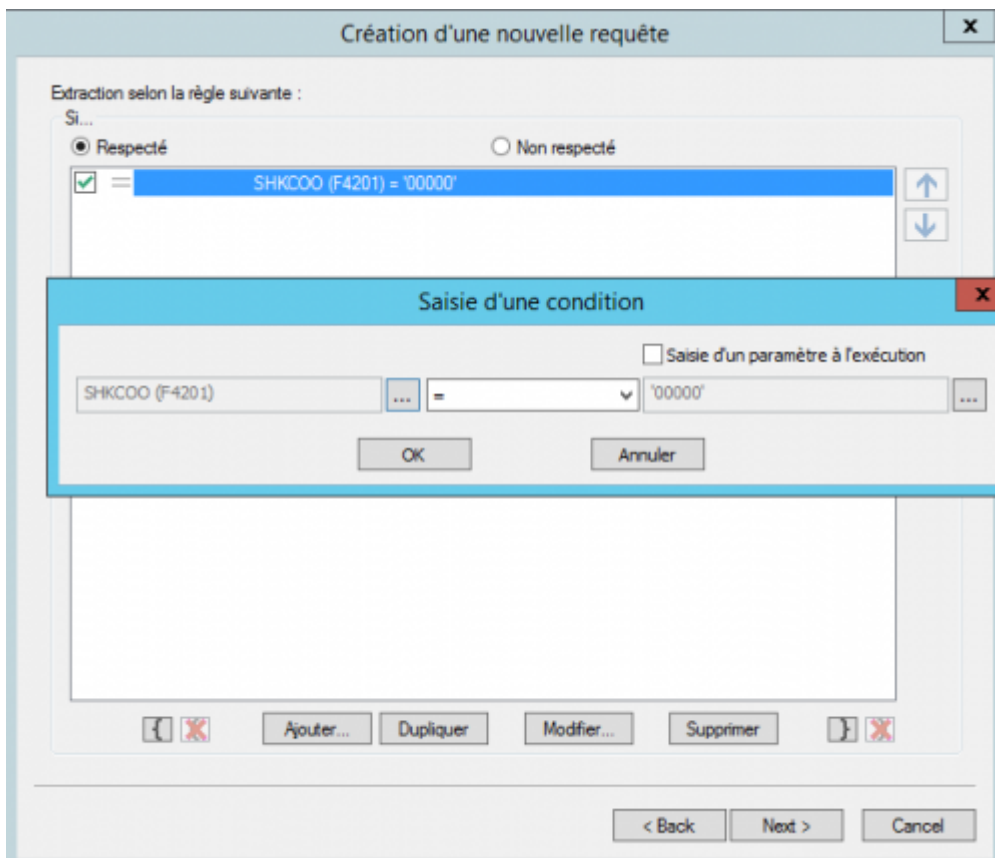 Création d'une nouvelle requête x
Extraction selon la règle suivante :
Si...
Respecté Non respecté
SHKCOO (F4201) = '00000'
Saisie d'une condition x
Saisie d'un paramètre à l'exécution
SHKCOO (F4201) ... = '00000' ...
OK Annuler
{ Ajouter... Dupliquer Modifier... Supprimer }
< Back Next > Cancel